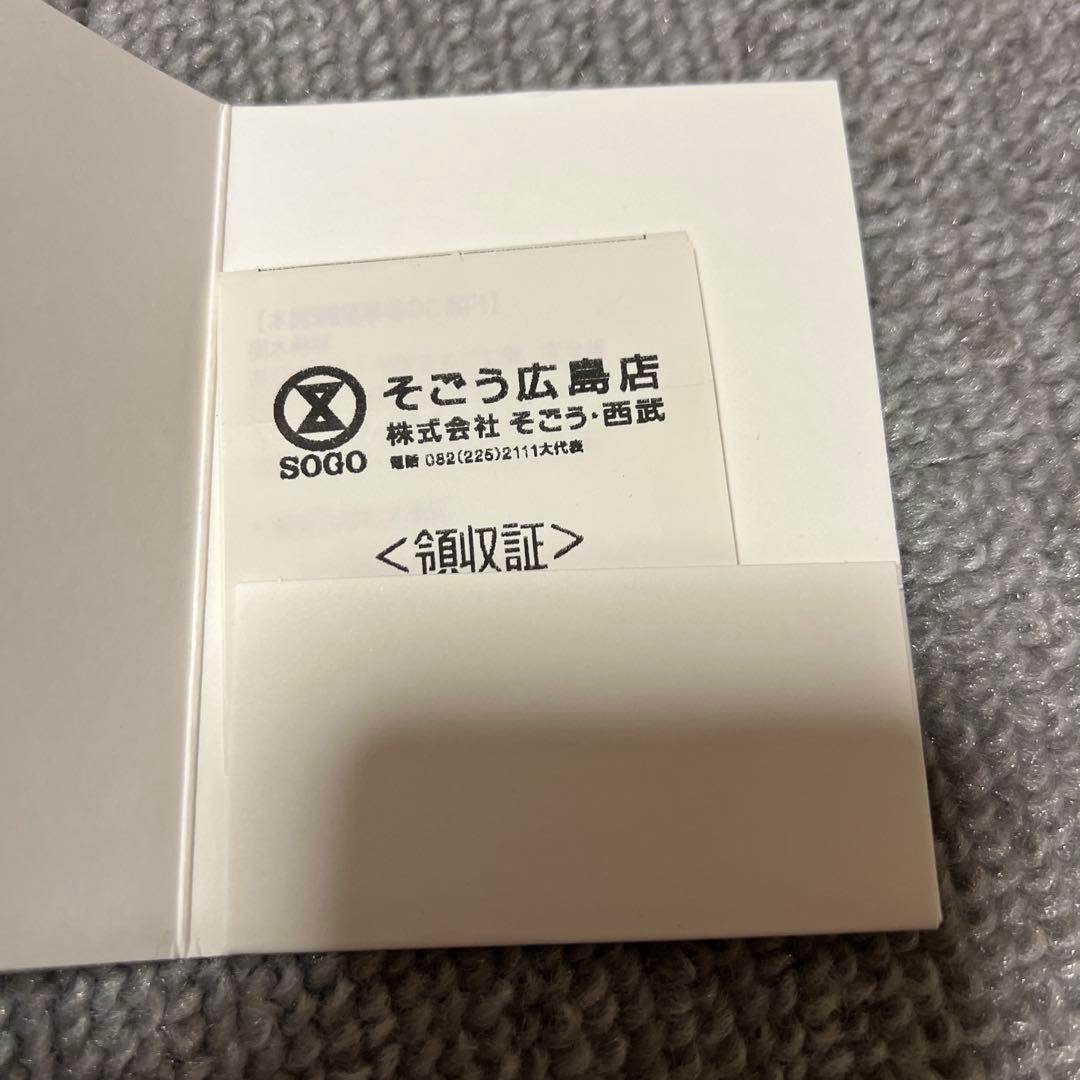 そごう広島店
株式会社 そごう・西武
SOGO
電話 082(225)2111大代表
<領収証>